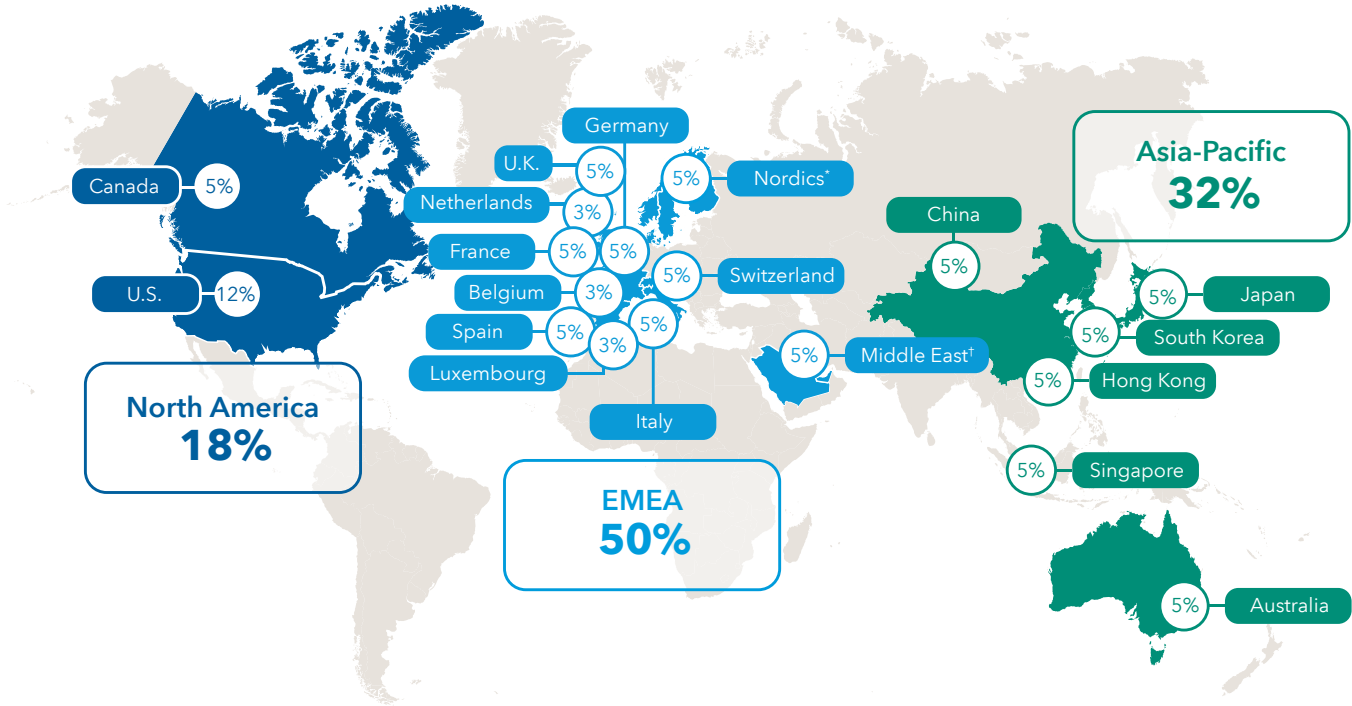 Canada
5%
U.S.
12%
North America
18%
Germany
5%
U.K.
5%
Netherlands
3%
France
5%
Belgium
3%
Spain
5%
Luxembourg
3%
Italy
5%
Nordics*
5%
Switzerland
5%
Middle East†
5%
EMEA
50%
Asia-Pacific
32%
China
5%
Japan
5%
South Korea
5%
Hong Kong
5%
Singapore
5%
Australia
5%